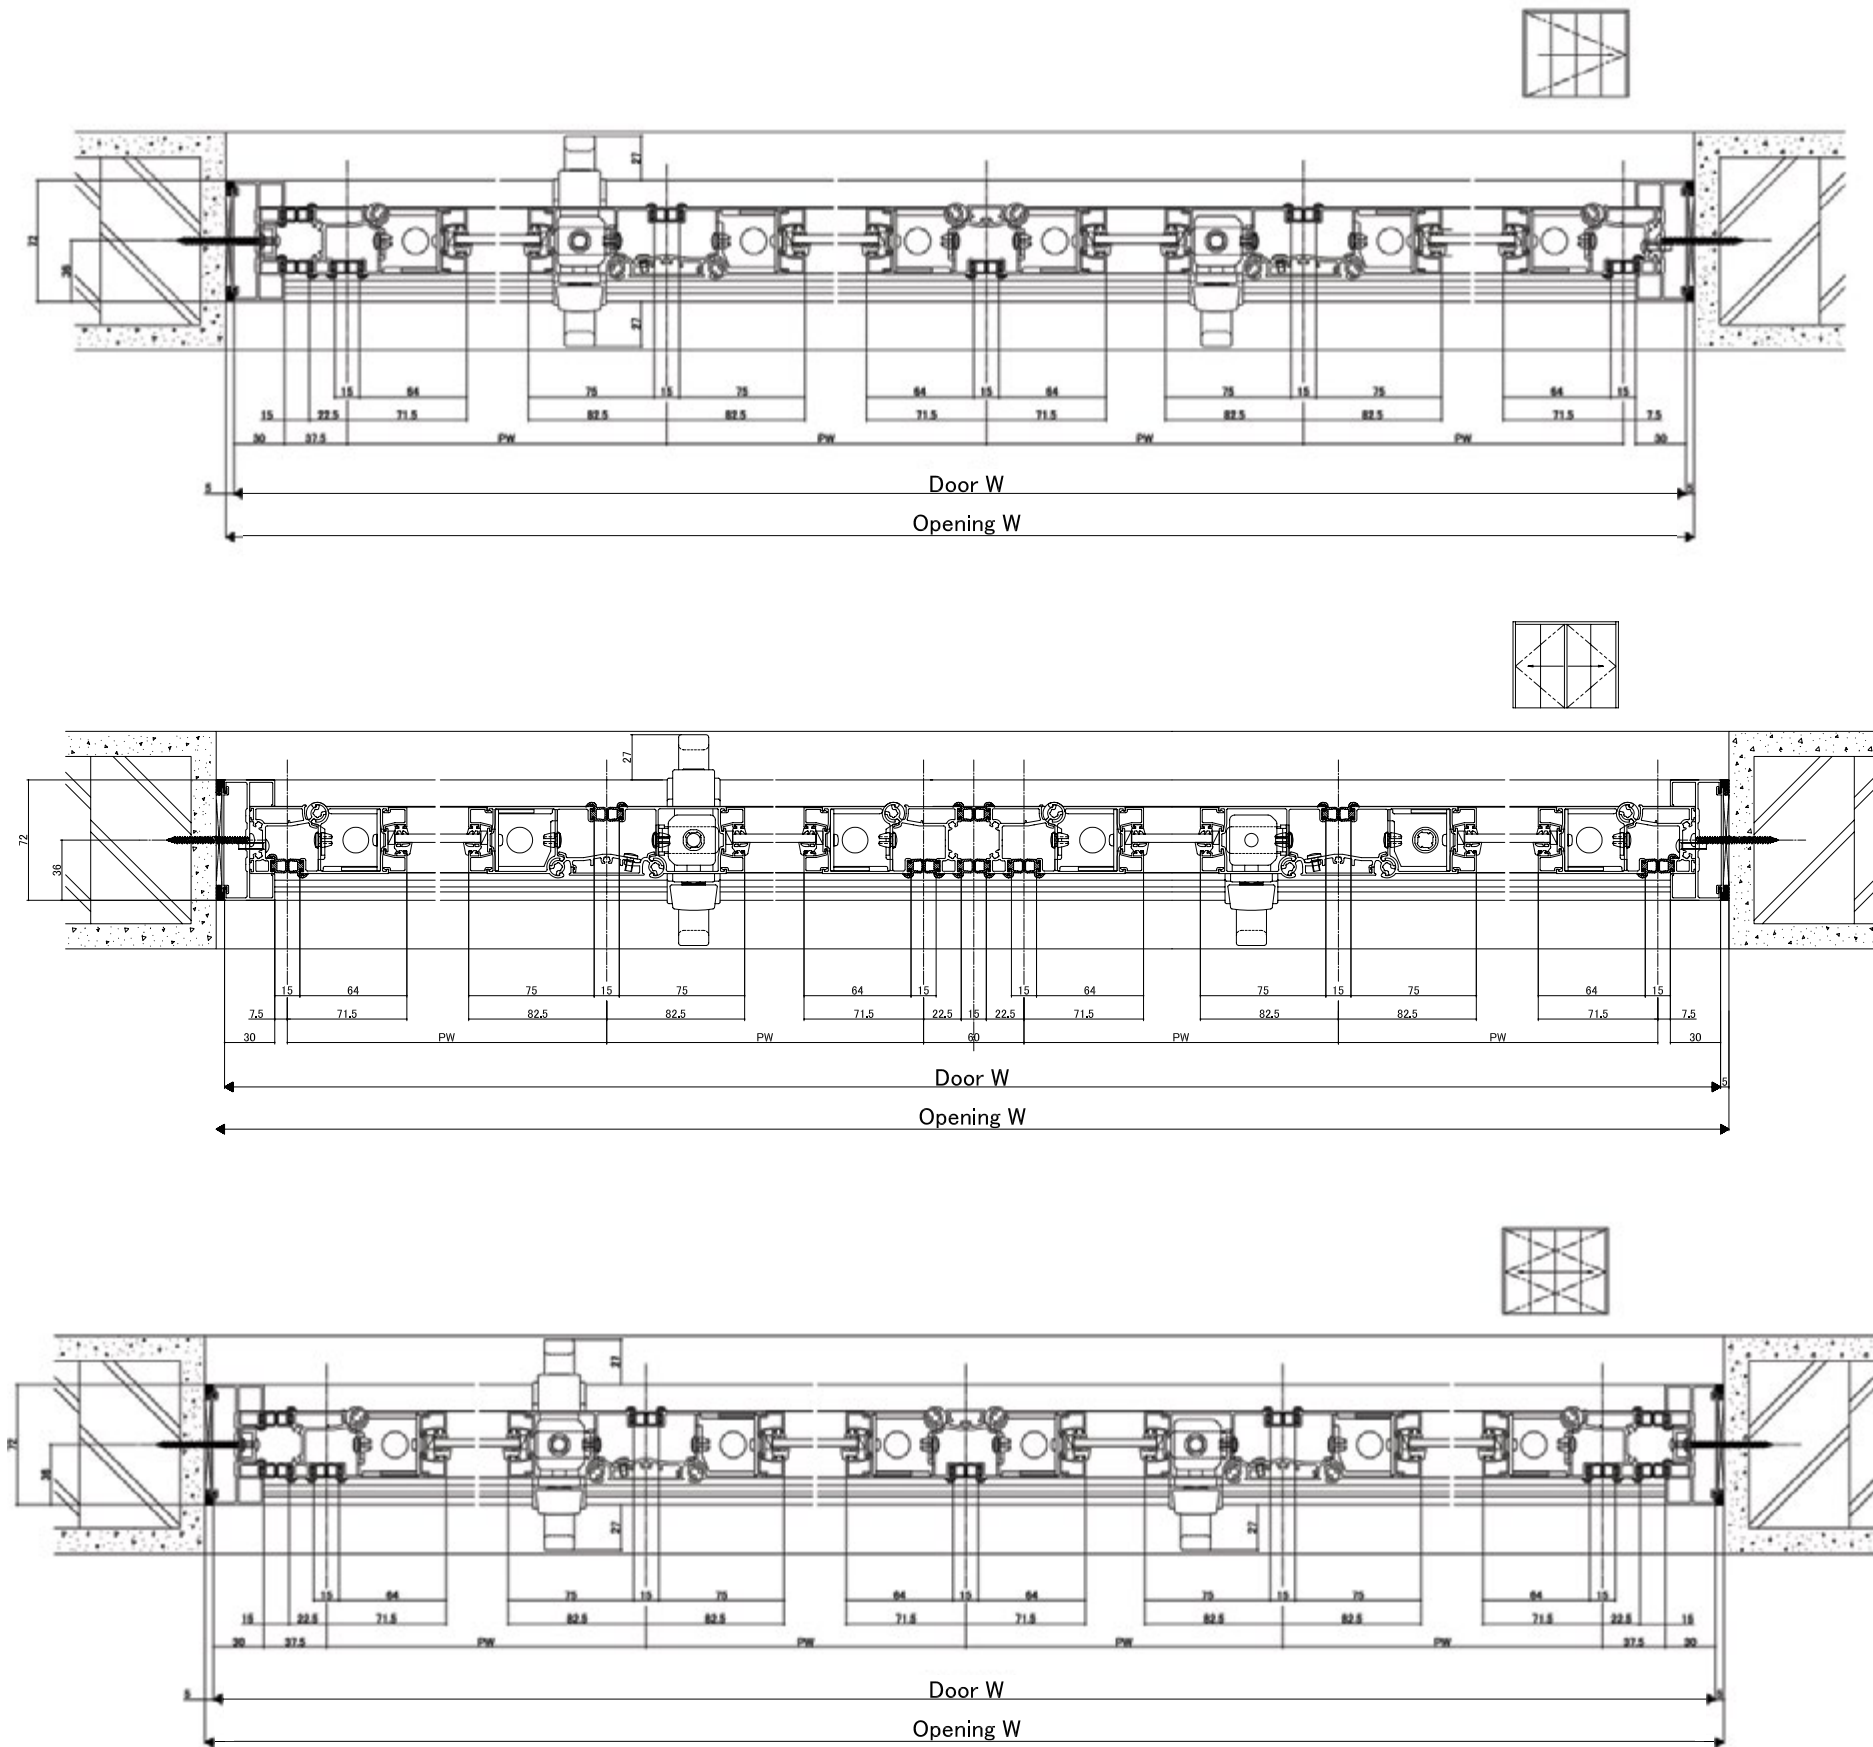 27
72
36
27
15 64 75 15 75 64 15 64 75 15 75 64 15
15 22.5 71.5 82.5 82.5 71.5 71.5 82.5 82.5 71.5 7.5
30 37.5 PW PW PW PW 30
5 Door W 5
Opening W
27
72
36
15 64 75 15 75 64 15 15 64 75 15 75 64 15
7.5 71.5 82.5 82.5 71.5 22.5 15 22.5 71.5 82.5 82.5 71.5 7.5
30 PW PW 60 PW PW 30
Door W 5
Opening W
27
72
36
27 27
15 64 75 15 75 64 15 64 75 15 75 64 15
15 22.5 71.5 82.5 82.5 71.5 71.5 82.5 82.5 71.5 22.5 15
30 37.5 PW PW PW PW 37.5 30
5 Door W 5
Opening W